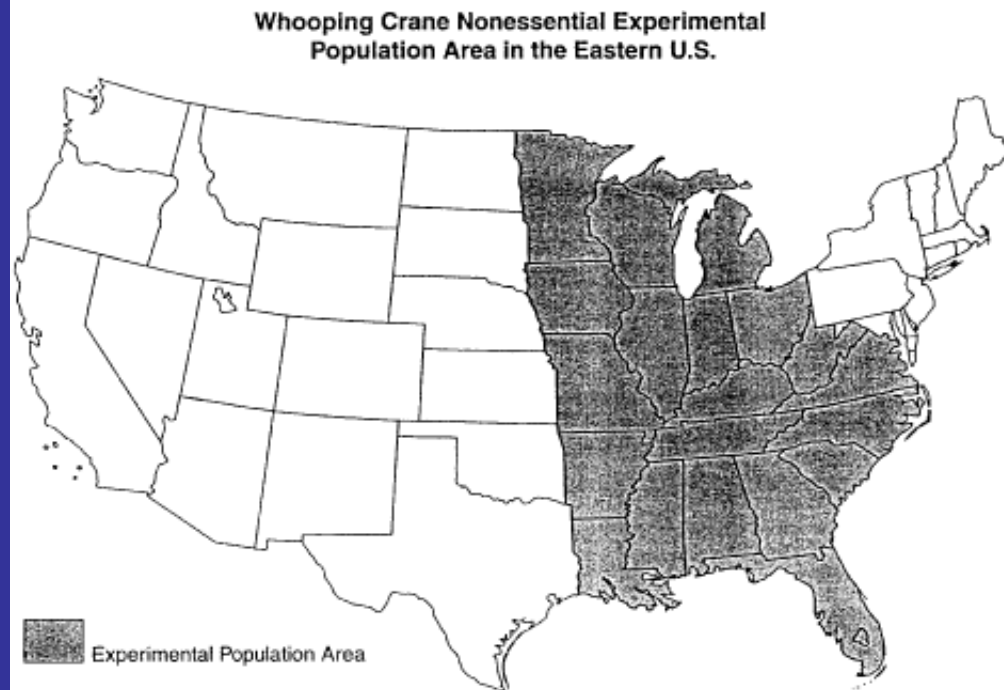 Whooping Crane Nonessential Experimental
Population Area in the Eastern U.S.
Experimental Population Area